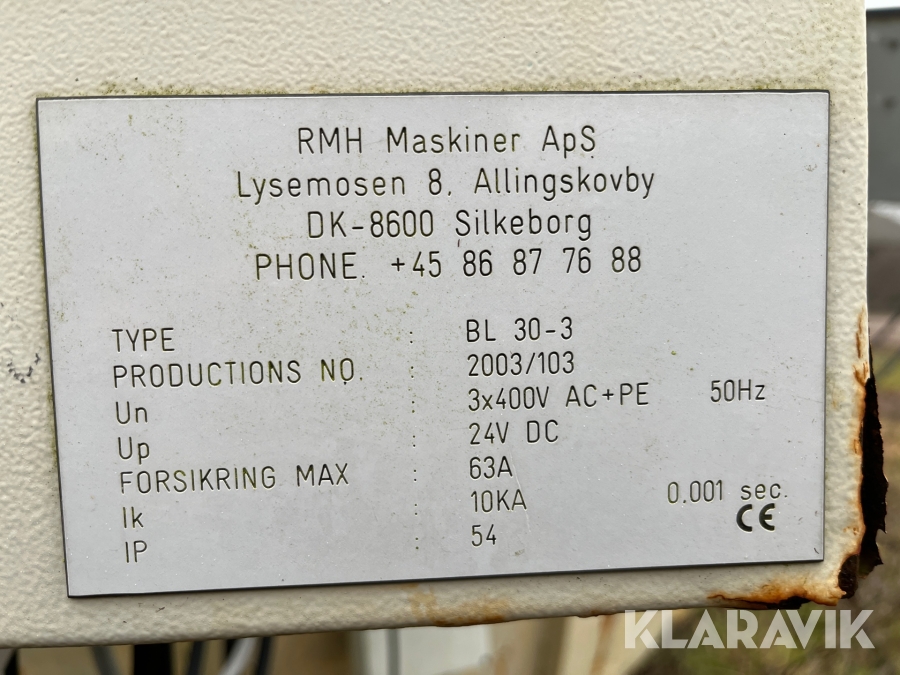 RMH Maskiner ApS
Lysemosen 8, Allingskovby
DK-8600 Silkeborg
PHONE. +45 86 87 76 88
TYPE : BL 30-3
PRODUCTIONS NO. : 2003/103
Un : 3x400V AC+PE 50Hz
Up : 24V DC
FORSIKRING MAX : 63A
Ik : 10KA 0.001 sec.
IP : 54
CE
KLARAVIK